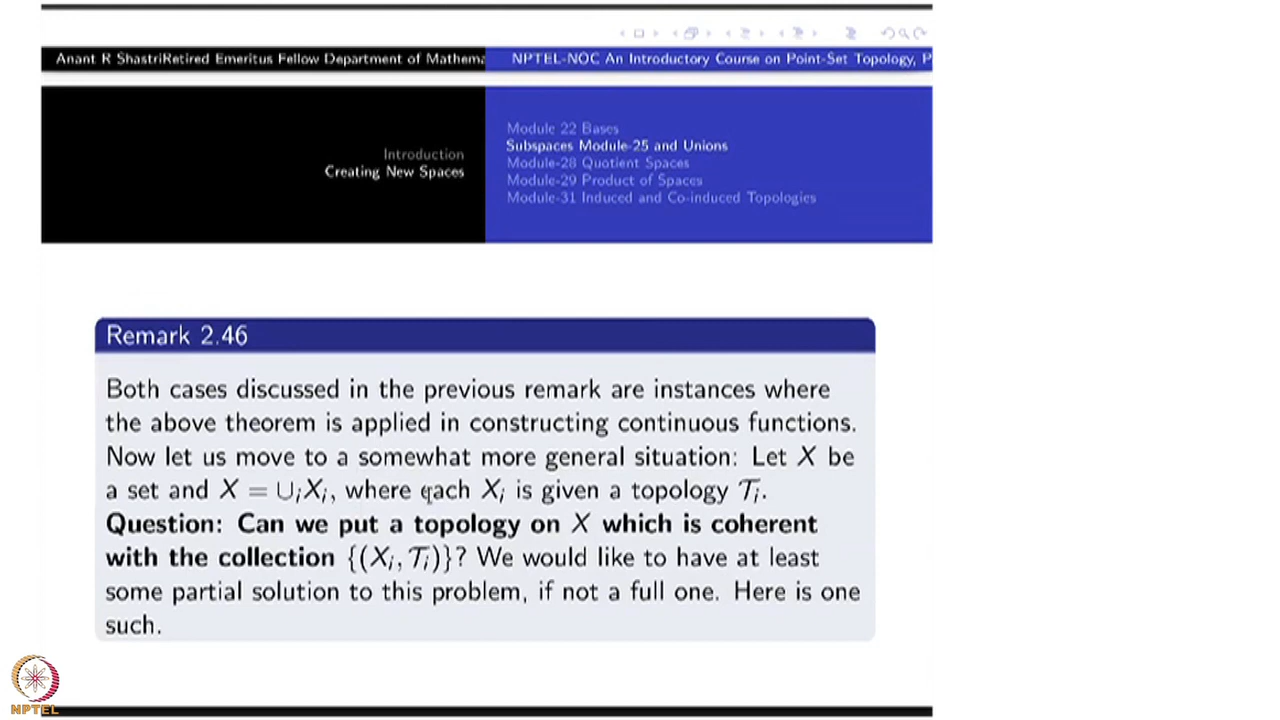 Anant R ShastriRetired Emeritus Fellow Department of Mathema
NPTEL-NOC An Introductory Course on Point-Set Topology, P
Introduction
Creating New Spaces
Module 22 Bases
Subspaces Module-25 and Unions
Module-28 Quotient Spaces
Module-29 Product of Spaces
Module-31 Induced and Co-induced Topologies
Remark 2.46
Both cases discussed in the previous remark are instances where
the above theorem is applied in constructing continuous functions.
Now let us move to a somewhat more general situation: Let X be
a set and X = ∪ᵢXᵢ, where each Xᵢ is given a topology 𝒯ᵢ.
Question: Can we put a topology on X which is coherent
with the collection {(Xᵢ, 𝒯ᵢ)}? We would like to have at least
some partial solution to this problem, if not a full one. Here is one
such.
NPTEL